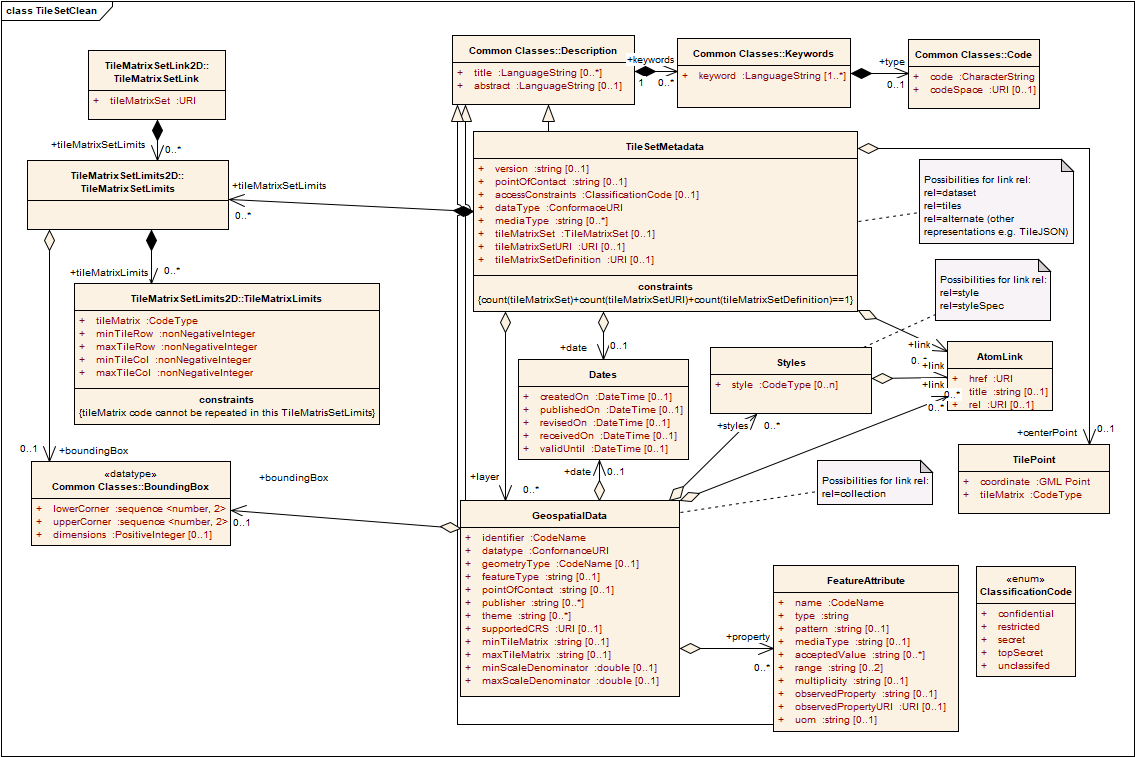 class TileSetClean
TileMatrixSetLink2D::
TileMatrixSetLink
+ tileMatrixSet :URI
+tileMatrixSetLimits
0..*
TileMatrixSetLimits2D::
TileMatrixSetLimits
+tileMatrixSetLimits
0..*
+tileMatrixLimits
0..*
TileMatrixSetLimits2D::TileMatrixLimits
+ tileMatrix :CodeType
+ minTileRow :nonNegativeInteger
+ maxTileRow :nonNegativeInteger
+ minTileCol :nonNegativeInteger
+ maxTileCol :nonNegativeInteger
constraints
{tileMatrix code cannot be repeated in this TileMatrisSetLimits}
0..1
+boundingBox
«datatype»
Common Classes::BoundingBox
+ lowerCorner :sequence <number, 2>
+ upperCorner :sequence <number, 2>
+ dimensions :PositiveInteger [0..1]
+boundingBox
0..1
Common Classes::Description
+ title :LanguageString [0..*]
+ abstract :LanguageString [0..1]
+keywords
1
0..*
Common Classes::Keywords
+ keyword :LanguageString [1..*]
+type
0..1
Common Classes::Code
+ code :CharacterString
+ codeSpace :URI [0..1]
TileSetMetadata
+ version :string [0..1]
+ pointOfContact :string [0..1]
+ accessConstraints :ClassificationCode [0..1]
+ dataType :ConformaceURI
+ mediaType :string [0..*]
+ tileMatrixSet :TileMatrixSet [0..1]
+ tileMatrixSetURI :URI [0..1]
+ tileMatrixSetDefinition :URI [0..1]
constraints
{count(tileMatrixSet)+count(tileMatrixSetURI)+count(tileMatrixSetDefinition)==1}
Possibilities for link rel:
rel=dataset
rel=tiles
rel=alternate (other
representations e.g. TileJSON)
Possibilities for link rel:
rel=style
rel=styleSpec
+date
0..1
Dates
+ createdOn :DateTime [0..1]
+ publishedOn :DateTime [0..1]
+ revisedOn :DateTime [0..1]
+ receivedOn :DateTime [0..1]
+ validUntil :DateTime [0..1]
+date
0..1
Styles
+ style :CodeType [0..n]
+styles
0..*
+link
0..*
+link
0..*
+link
0..*
AtomLink
+ href :URI
+ title :string [0..1]
+ rel :URI [0..1]
+centerPoint
0..1
TilePoint
+ coordinate :GML Point
+ tileMatrix :CodeType
Possibilities for link rel:
rel=collection
+layer
0..*
GeospatialData
+ identifier :CodeName
+ datatype :ConfornanceURI
+ geometryType :CodeName [0..1]
+ featureType :string [0..1]
+ pointOfContact :string [0..1]
+ publisher :string [0..*]
+ theme :string [0..*]
+ supportedCRS :URI [0..1]
+ minTileMatrix :string [0..1]
+ maxTileMatrix :string [0..1]
+ minScaleDenominator :double [0..1]
+ maxScaleDenominator :double [0..1]
+property
0..*
FeatureAttribute
+ name :CodeName
+ type :string
+ pattern :string [0..1]
+ mediaType :string [0..1]
+ acceptedValue :string [0..*]
+ range :string [0..2]
+ multiplicity :string [0..1]
+ observedProperty :string [0..1]
+ observedPropertyURI :URI [0..1]
+ uom :string [0..1]
«enum»
ClassificationCode
+ confidential
+ restricted
+ secret
+ topSecret
+ unclassifed